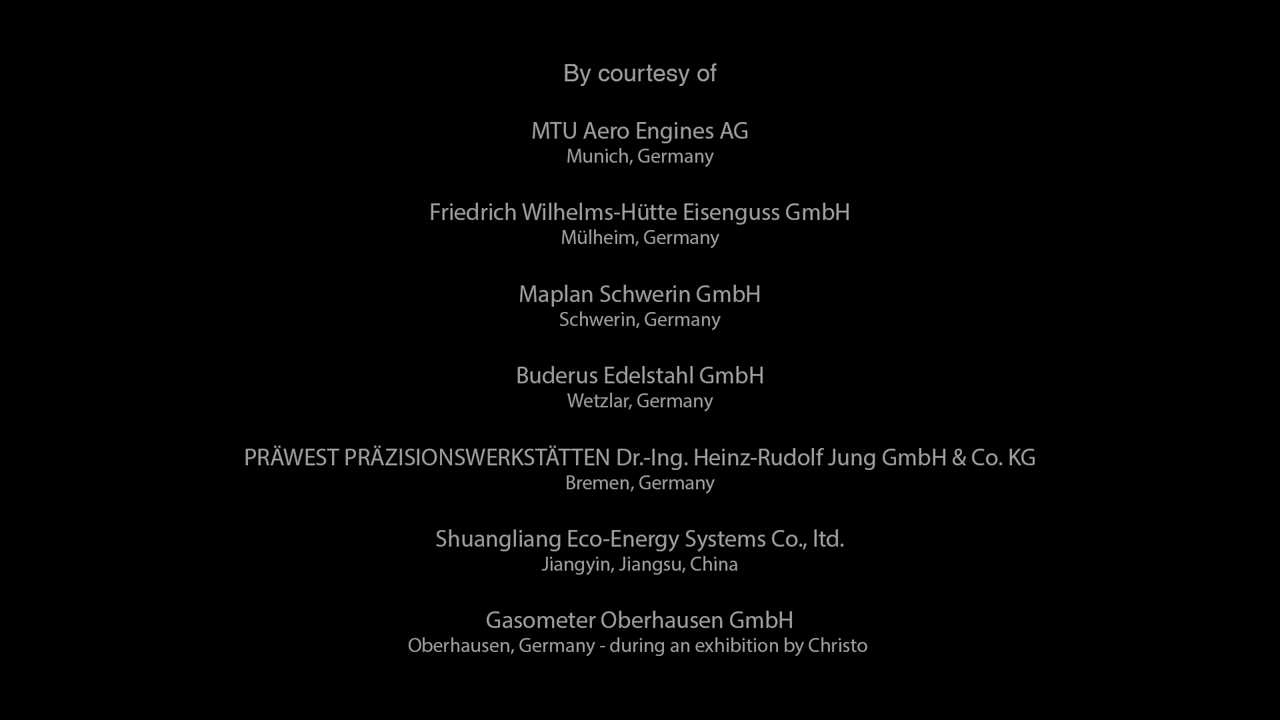 By courtesy of
MTU Aero Engines AG
Munich, Germany
Friedrich Wilhelms-Hütte Eisenguss GmbH
Mülheim, Germany
Maplan Schwerin GmbH
Schwerin, Germany
Buderus Edelstahl GmbH
Wetzlar, Germany
PRÄWEST PRÄZISIONSWERKSTÄTTEN Dr.-Ing. Heinz-Rudolf Jung GmbH & Co. KG
Bremen, Germany
Shuangliang Eco-Energy Systems Co., ltd.
Jiangyin, Jiangsu, China
Gasometer Oberhausen GmbH
Oberhausen, Germany - during an exhibition by Christo